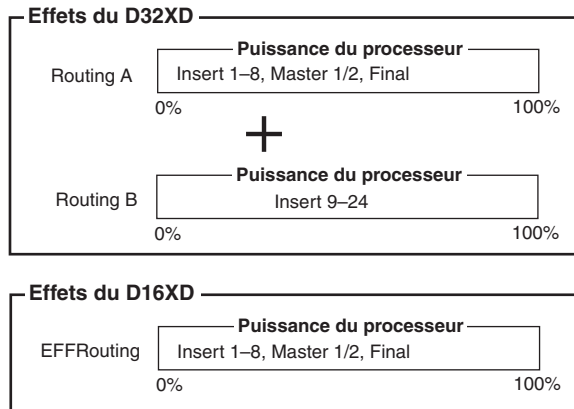 Effets du D32XD
Puissance du processeur
Routing A
Insert 1–8, Master 1/2, Final
0%
100%
+
Puissance du processeur
Routing B
Insert 9–24
0%
100%
Effets du D16XD
Puissance du processeur
EFFRouting
Insert 1–8, Master 1/2, Final
0%
100%